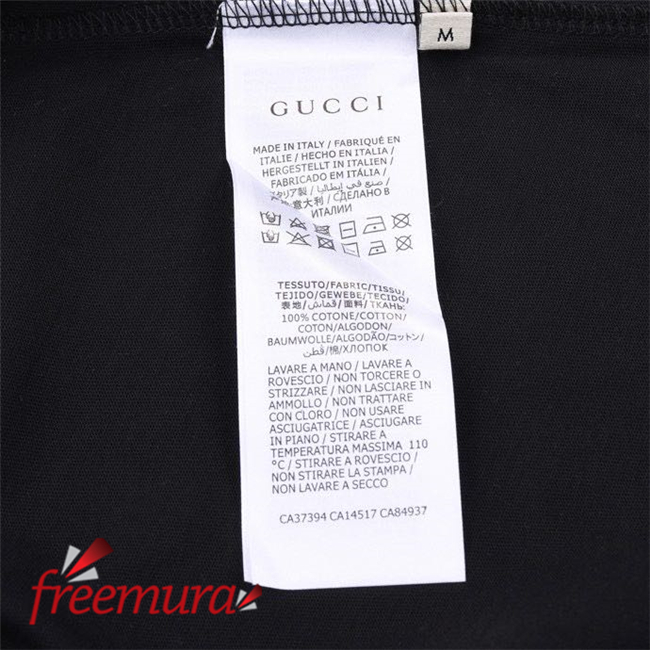 M
GUCCI
MADE IN ITALY / FABRIQUÉ EN
ITALIE / HECHO EN ITALIA /
HERGESTELLT IN ITALIEN /
FABRICADO EM ITÁLIA /
タリア製 / صنع في إيطاليا /
意大利 / СДЕЛАНО В
ИТАЛИИ
TESSUTO/FABRIC/TISSU/
TEJIDO/GEWEBE/TECIDO/
表地/قماش/面料/ТКАНЬ:
100% COTONE/COTTON/
COTON/ALGODON/
BAUMWOLLE/ALGODÃO/コットン/
قطن/棉/ХЛОПОК
LAVARE A MANO / LAVARE A
ROVESCIO / NON TORCERE O
STRIZZARE / NON LASCIARE IN
AMMOLLO / NON TRATTARE
CON CLORO / NON USARE
ASCIUGATRICE / ASCIUGARE
IN PIANO / STIRARE A
TEMPERATURA MASSIMA 110
°C / STIRARE A ROVESCIO /
NON STIRARE LA STAMPA /
NON LAVARE A SECCO
CA37394 CA14517 CA84937
freemura